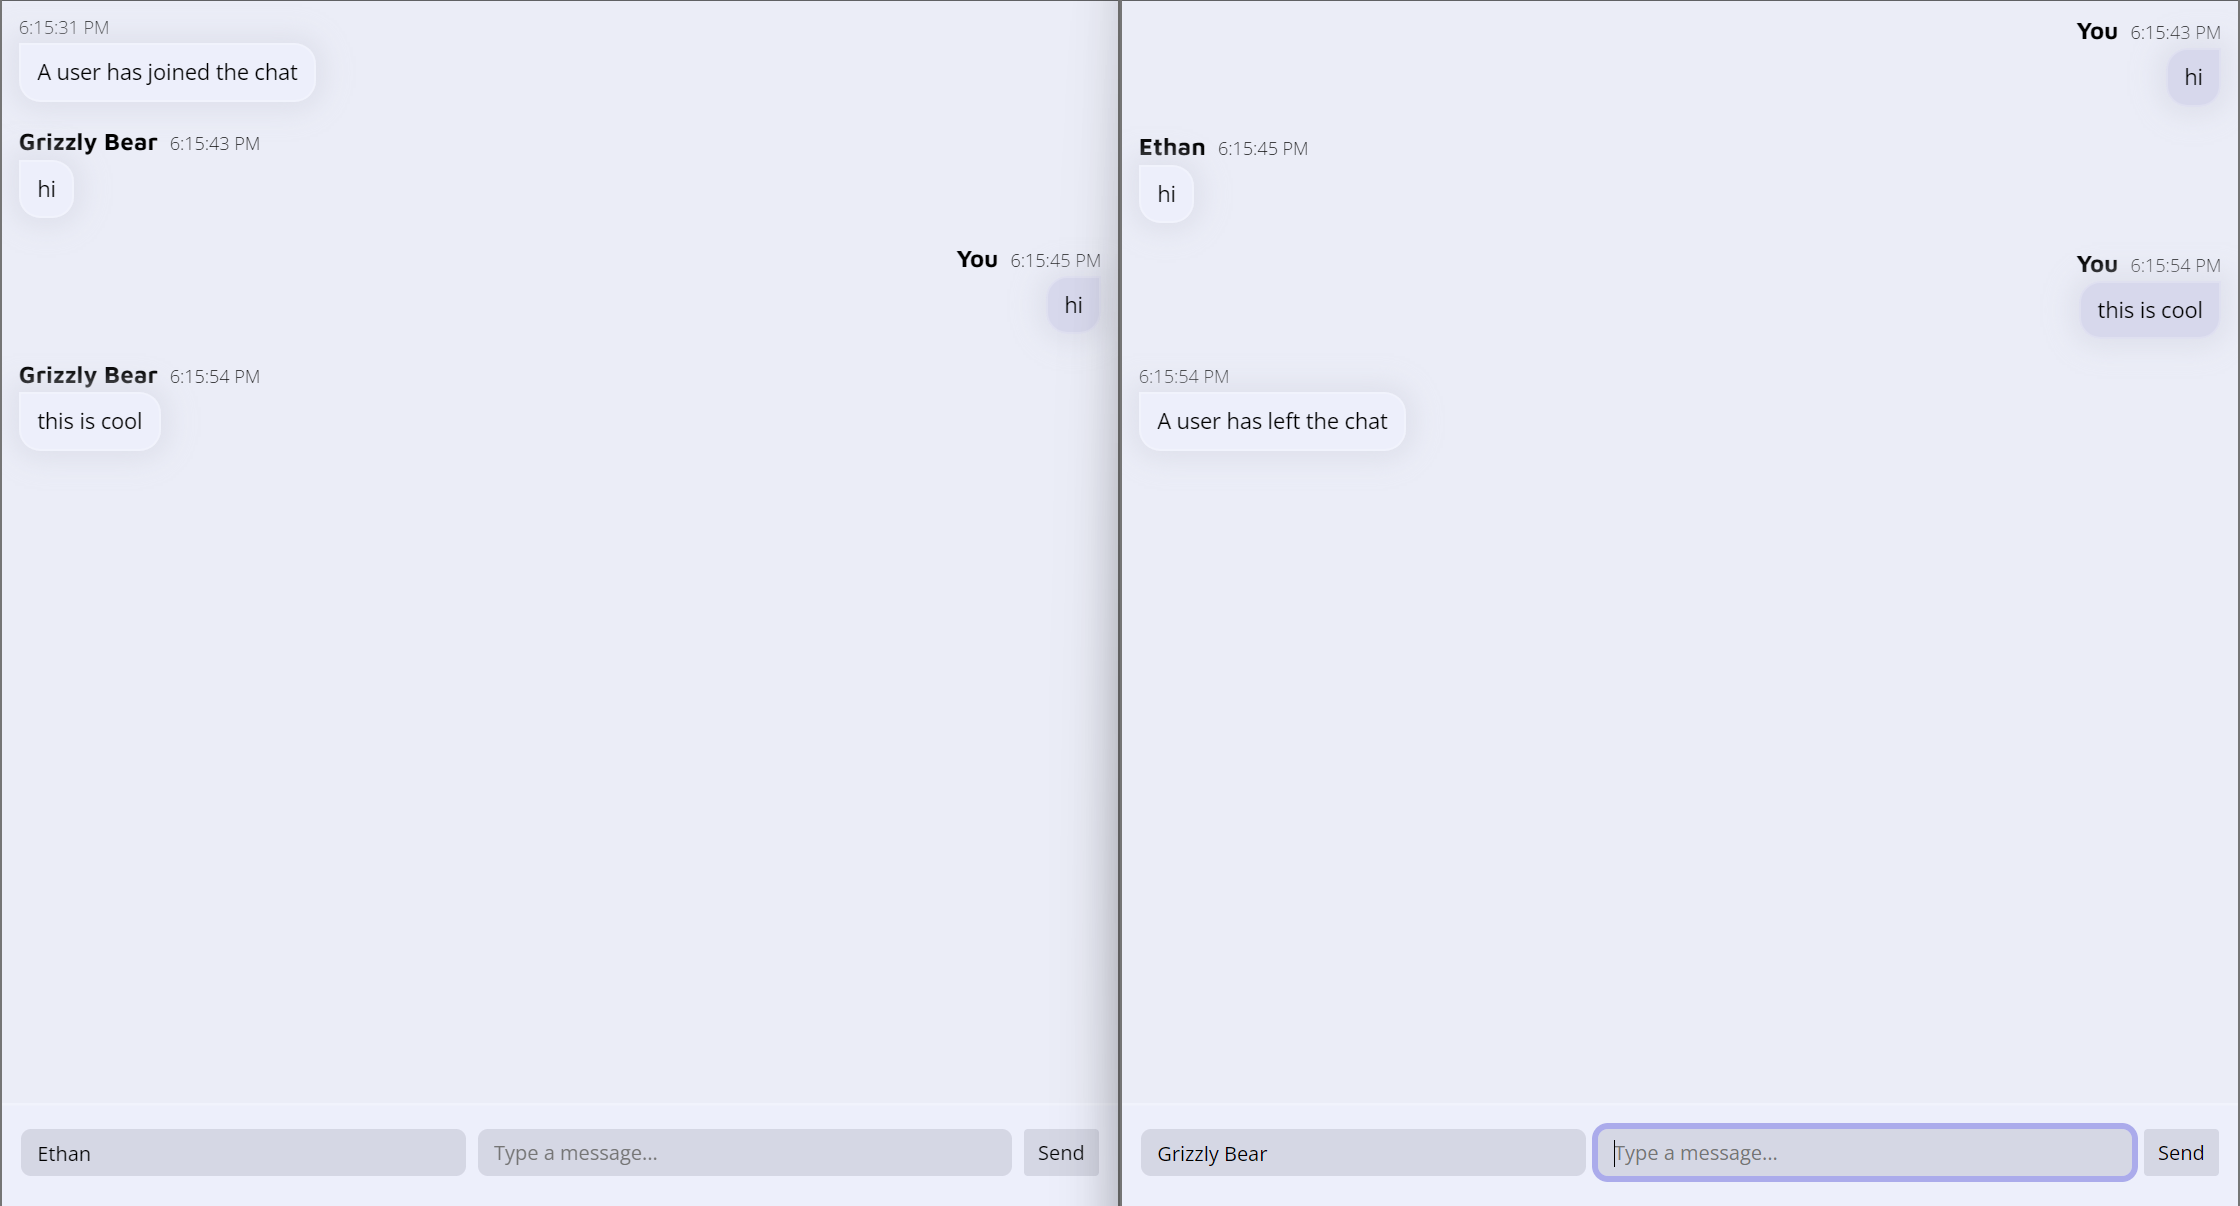 6:15:31 PM
A user has joined the chat
Grizzly Bear 6:15:43 PM
hi
You 6:15:45 PM
hi
Grizzly Bear 6:15:54 PM
this is cool
Ethan
Type a message...
Send
You 6:15:43 PM
hi
Ethan 6:15:45 PM
hi
You 6:15:54 PM
this is cool
6:15:54 PM
A user has left the chat
Grizzly Bear
Type a message...
Send